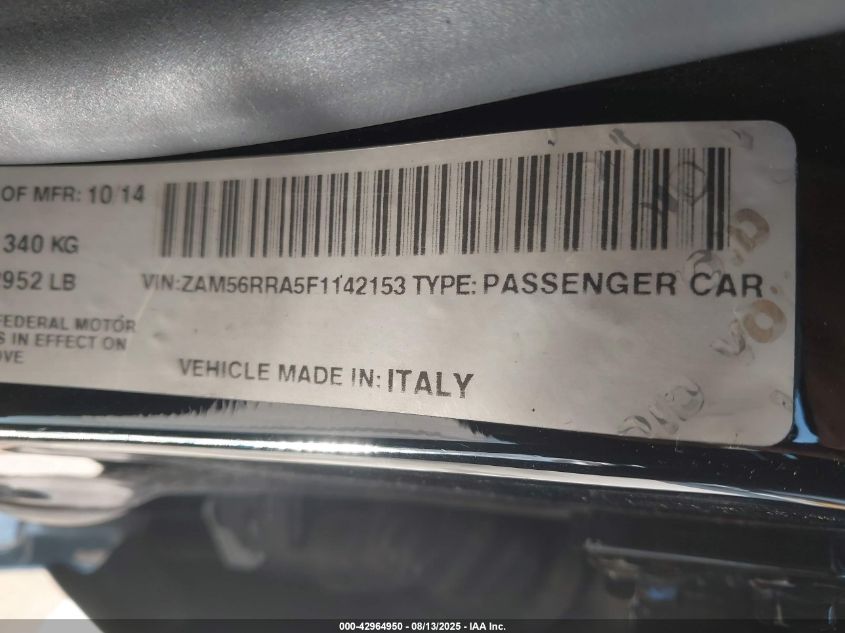 OF MFR: 10/14
340 KG
952 LB
VIN:ZAM56RRA5F1142153 TYPE: PASSENGER CAR
FEDERAL MOTOR
S IN EFFECT ON
OVE
VEHICLE MADE IN: ITALY
000-42964950 - 08/13/2025 - IAA Inc.